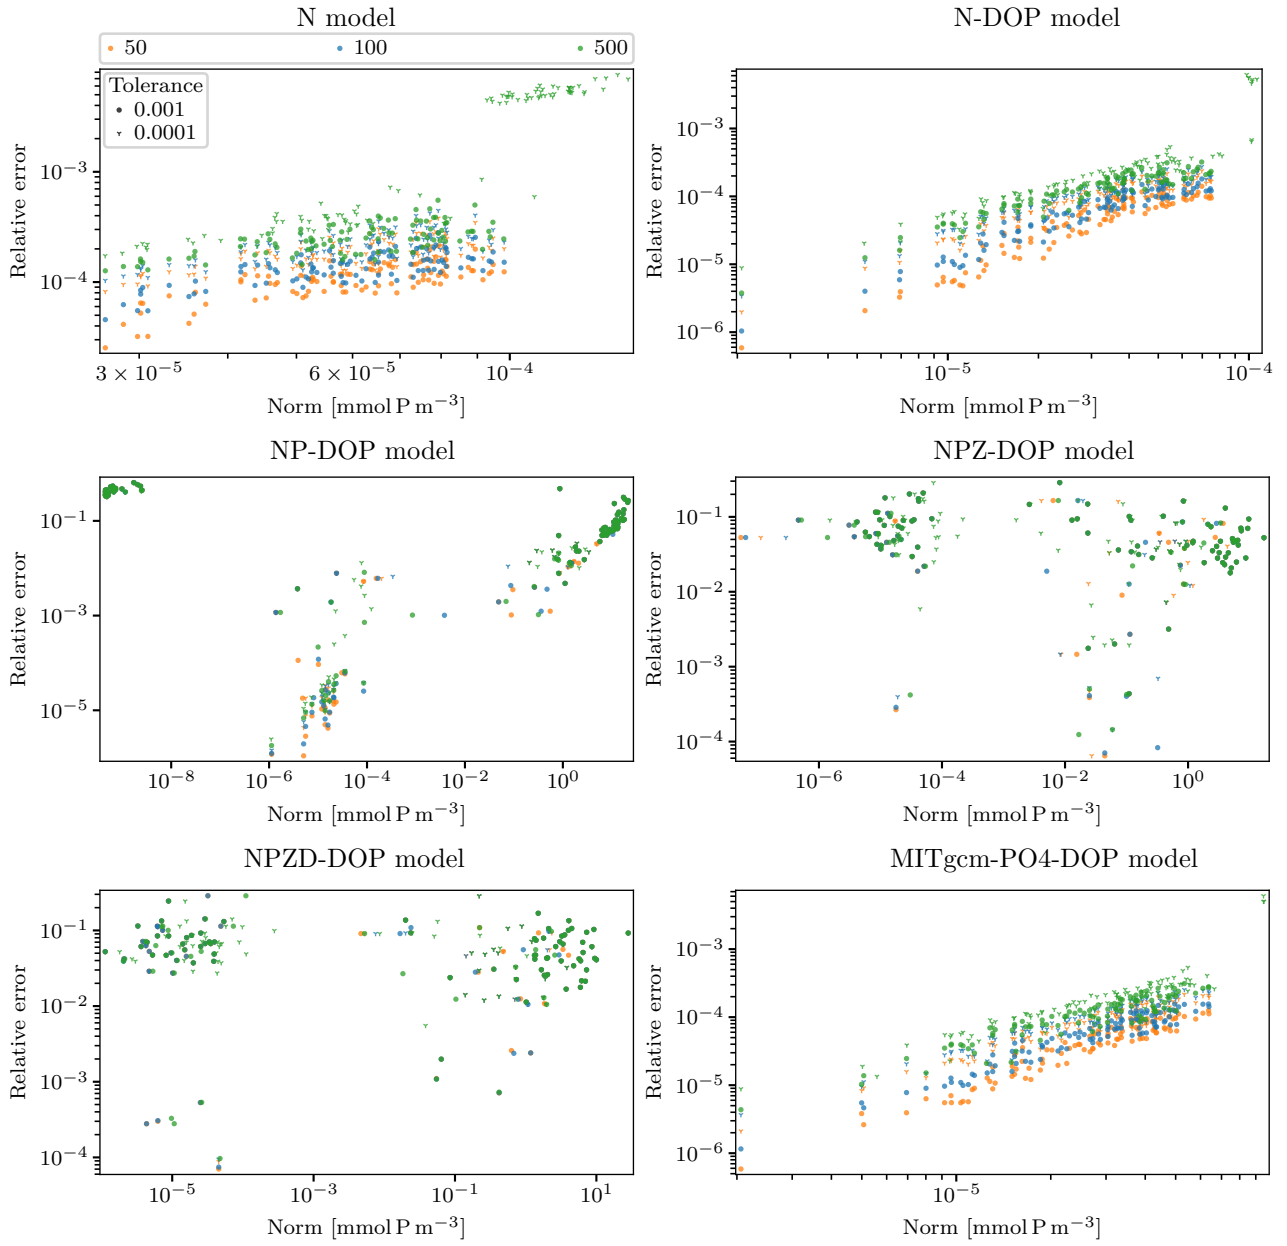 N model
50 100 500
Tolerance
0.001
0.0001
10⁻³
10⁻⁴
Relative error
3 × 10⁻⁵ 6 × 10⁻⁵ 10⁻⁴
Norm [mmol P m⁻³]
N-DOP model
10⁻³
10⁻⁴
10⁻⁵
10⁻⁶
Relative error
10⁻⁵ 10⁻⁴
Norm [mmol P m⁻³]
NP-DOP model
10⁻¹
10⁻³
10⁻⁵
Relative error
10⁻⁸ 10⁻⁶ 10⁻⁴ 10⁻² 10⁰
Norm [mmol P m⁻³]
NPZ-DOP model
10⁻¹
10⁻²
10⁻³
10⁻⁴
Relative error
10⁻⁶ 10⁻⁴ 10⁻² 10⁰
Norm [mmol P m⁻³]
NPZD-DOP model
10⁻¹
10⁻²
10⁻³
10⁻⁴
Relative error
10⁻⁵ 10⁻³ 10⁻¹ 10¹
Norm [mmol P m⁻³]
MITgcm-PO4-DOP model
10⁻³
10⁻⁴
10⁻⁵
10⁻⁶
Relative error
10⁻⁵
Norm [mmol P m⁻³]